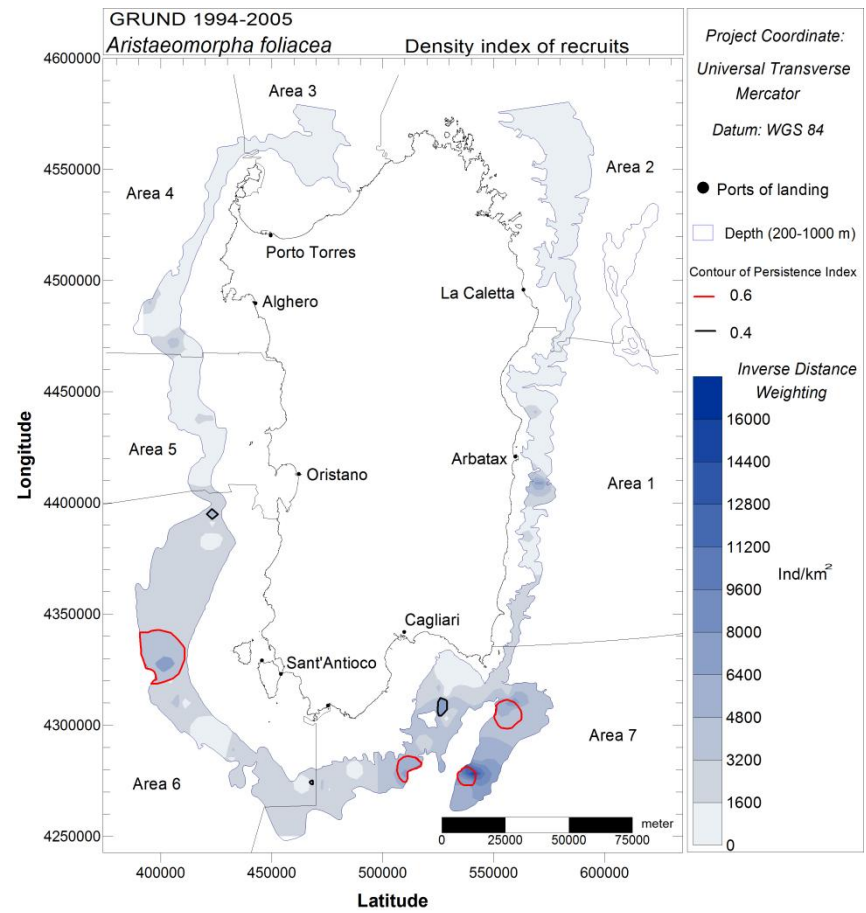 GRUND 1994-2005
Aristaeomorpha foliacea Density index of recruits
4600000
4550000
4500000
4450000
4400000
4350000
4300000
4250000
Longitude
400000 450000 500000 550000 600000
Latitude
Area 3
Area 2
Area 4
Porto Torres
La Caletta
Alghero
Area 5
Oristano
Arbatax
Area 1
Cagliari
Sant'Antioco
Area 7
Area 6
meter
0 25000 50000 75000
Project Coordinate:
Universal Transverse
Mercator
Datum: WGS 84
Ports of landing
Depth (200-1000 m)
Contour of Persistence Index
0.6
0.4
Inverse Distance
Weighting
16000
14400
12800
11200
9600
8000
6400
4800
3200
1600
0
Ind/km²